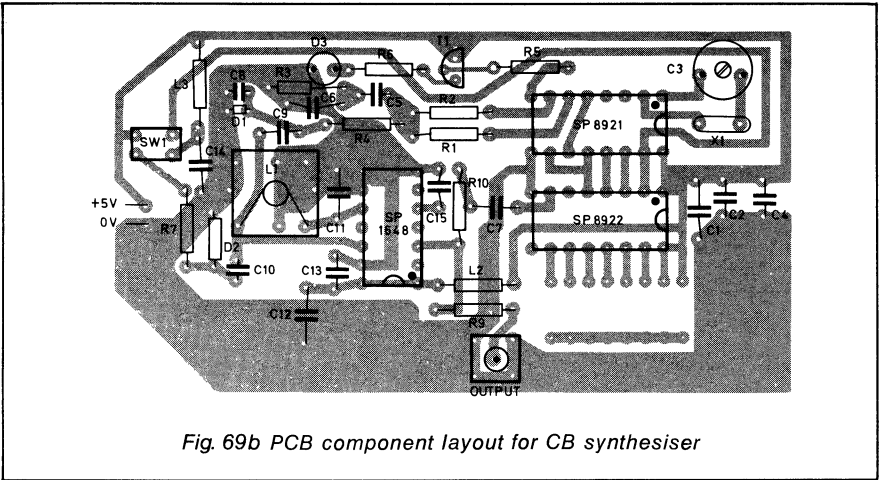 D3
T1
R6
R5
C3
L3
C8
R3
C6
C5
R2
D1
C9
R4
R1
SP 8921
X1
SW1
C14
L1
R10
+5V
0V
R7
D2
C11
SP
1648
C15
C7
SP 8922
C1
C2
C4
C10
C13
L2
C12
R9
OUTPUT
Fig. 69b PCB component layout for CB synthesiser